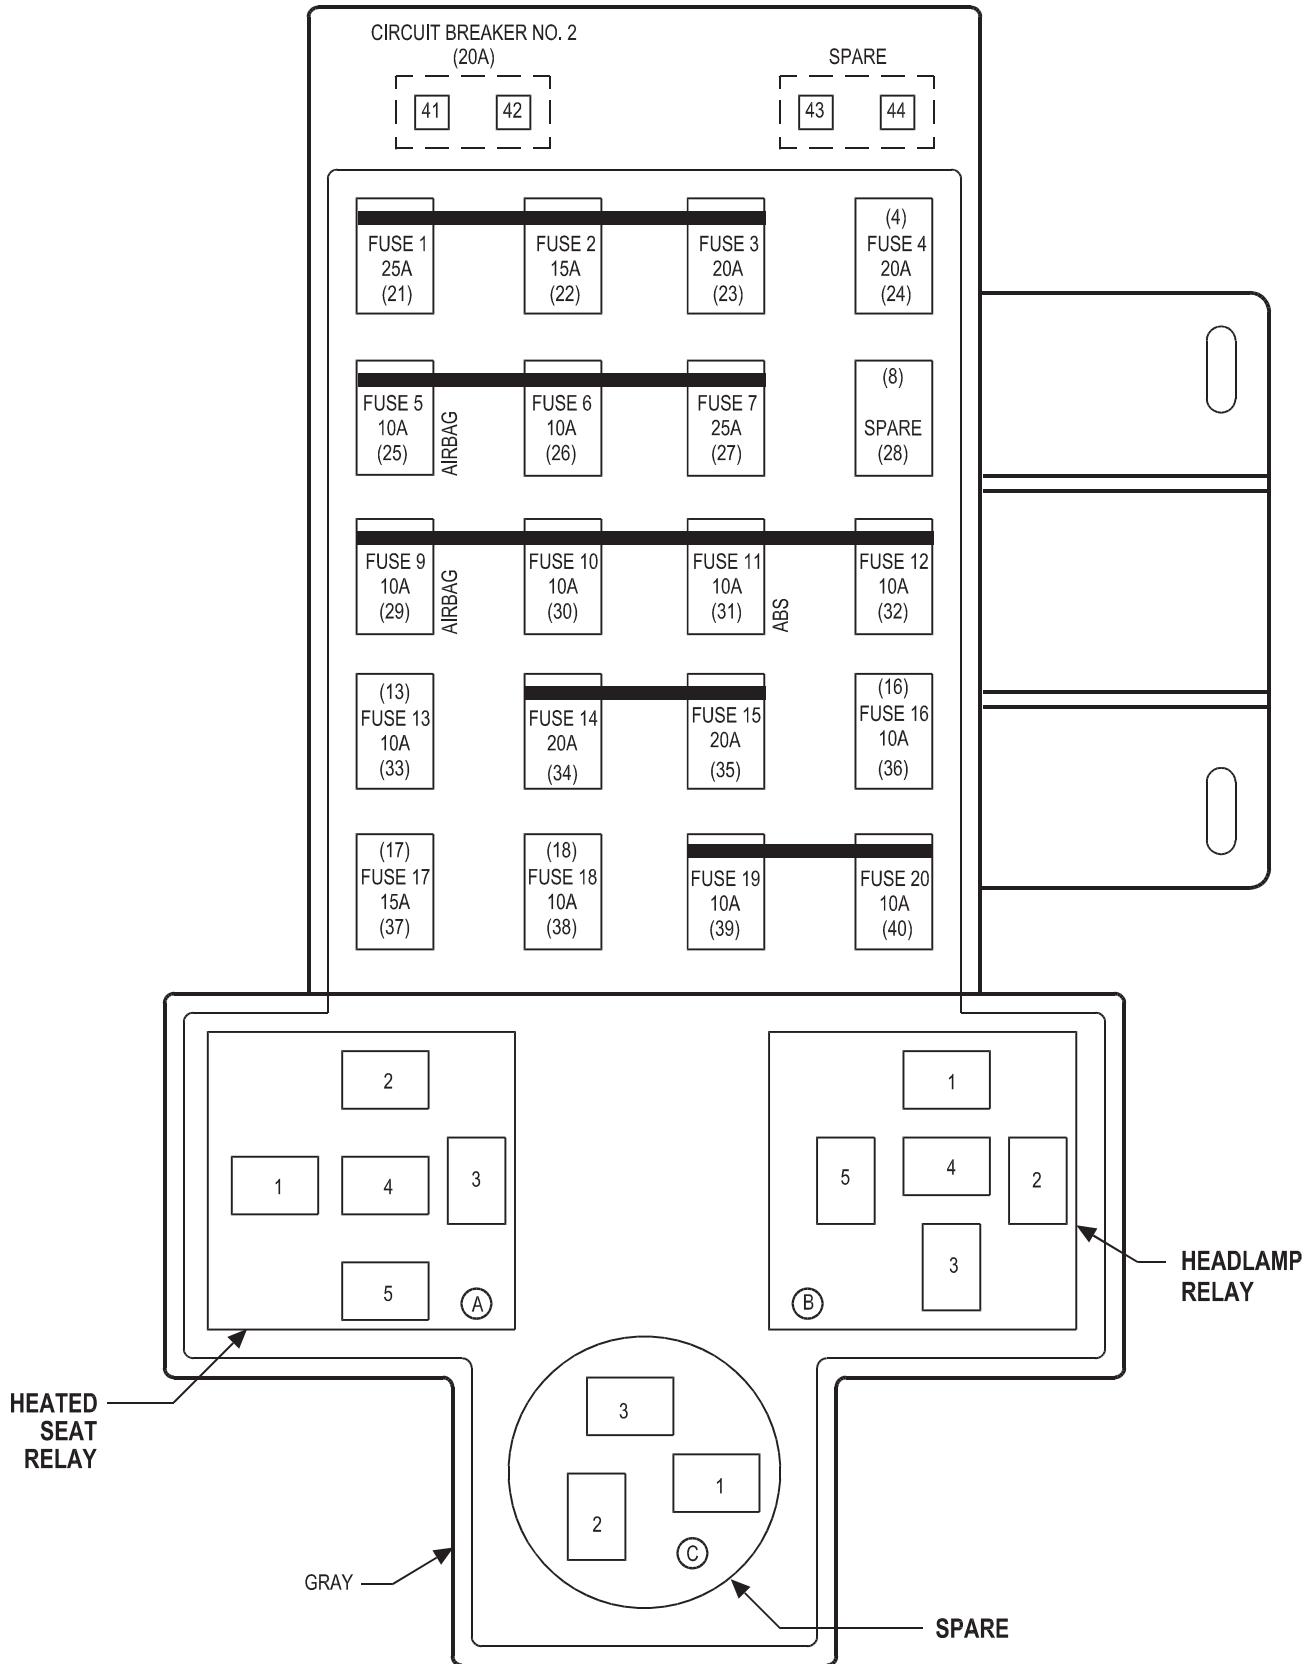 CIRCUIT BREAKER NO. 2
(20A)
SPARE
41
42
43
44
FUSE 1
25A
(21)
FUSE 2
15A
(22)
FUSE 3
20A
(23)
(4)
FUSE 4
20A
(24)
FUSE 5
10A
(25)
AIRBAG
FUSE 6
10A
(26)
FUSE 7
25A
(27)
(8)
SPARE
(28)
FUSE 9
10A
(29)
AIRBAG
FUSE 10
10A
(30)
FUSE 11
10A
(31)
ABS
FUSE 12
10A
(32)
(13)
FUSE 13
10A
(33)
FUSE 14
20A
(34)
FUSE 15
20A
(35)
(16)
FUSE 16
10A
(36)
(17)
FUSE 17
15A
(37)
(18)
FUSE 18
10A
(38)
FUSE 19
10A
(39)
FUSE 20
10A
(40)
2
1
4
3
5
A
HEATED
SEAT
RELAY
1
5
4
2
3
B
HEADLAMP
RELAY
3
1
2
C
GRAY
SPARE